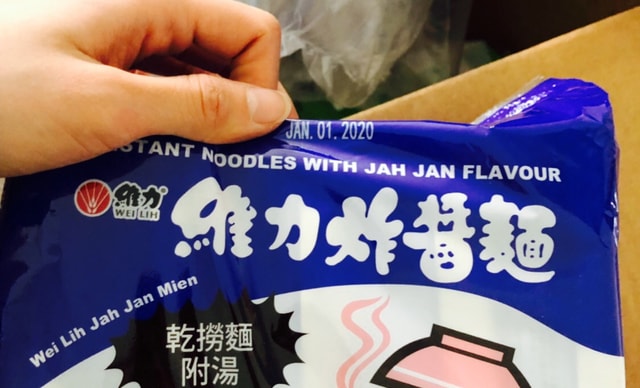 JAN. 01. 2020
STANT NOODLES WITH JAH JAN FLAVOUR
維力
WEI LIH
維力炸醬麵
Wei Lih Jah Jan Mien
乾撈麵
附湯